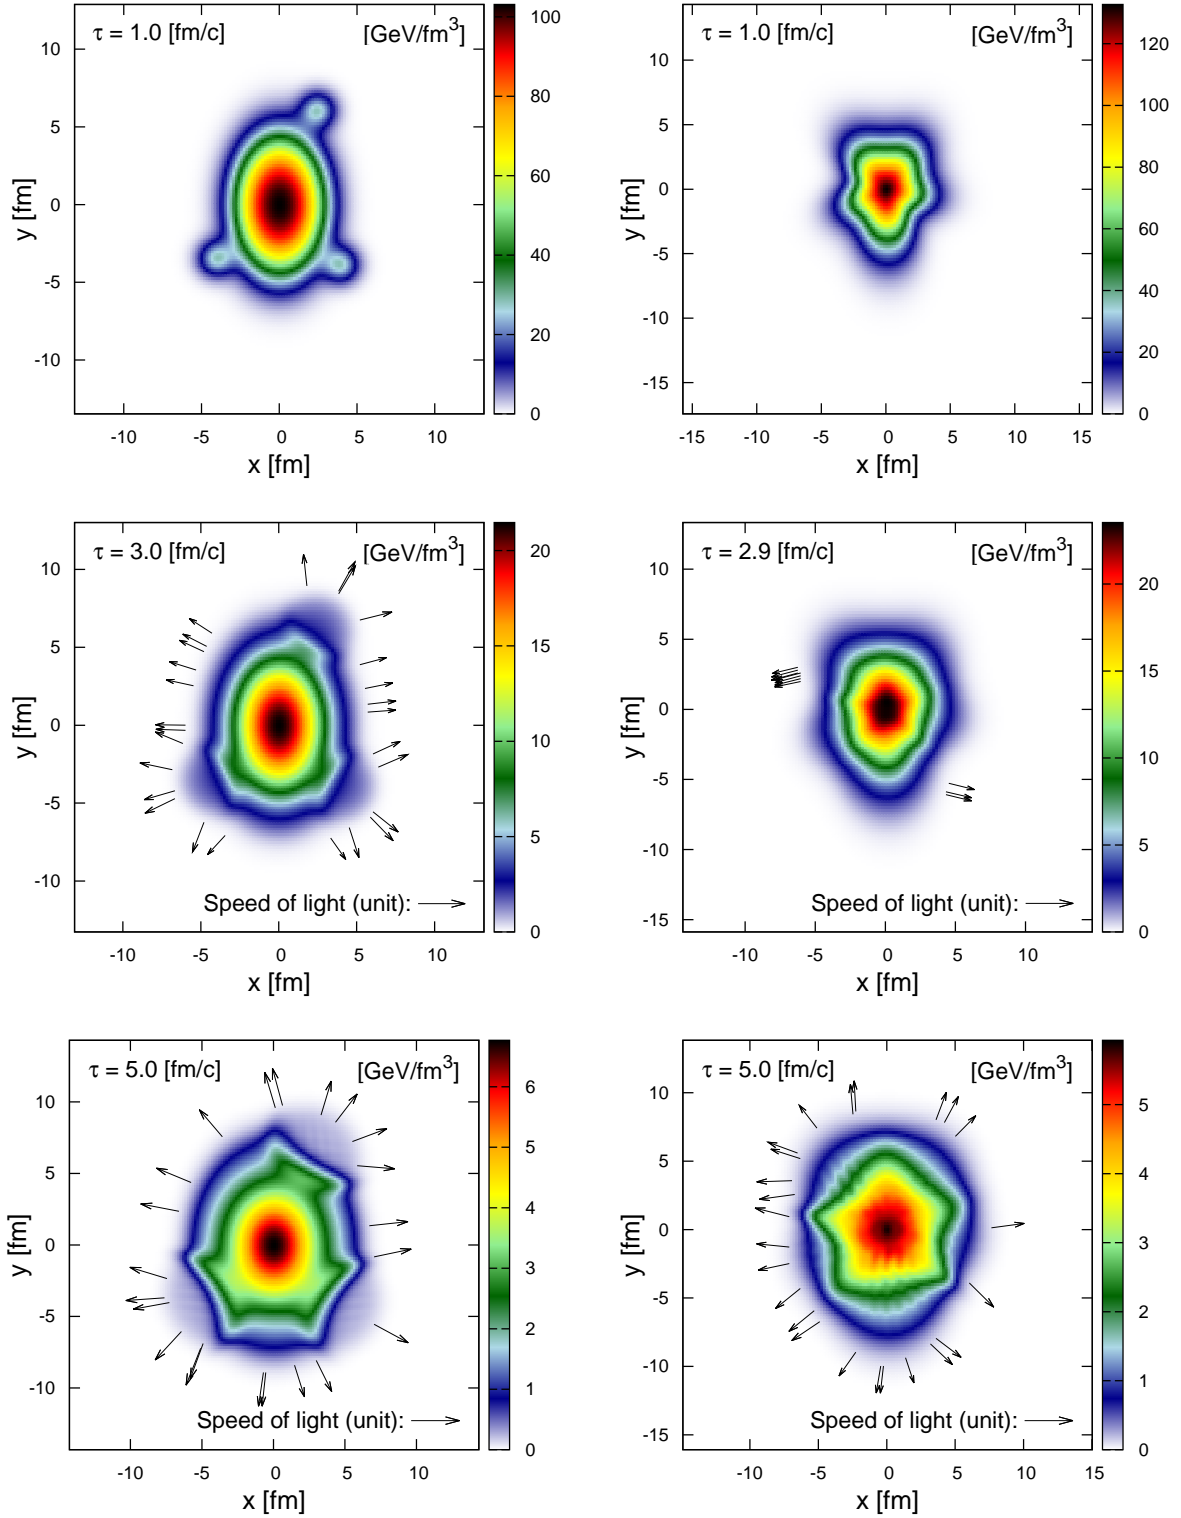 τ = 1.0 [fm/c] [GeV/fm³]
10
5
0
-5
-10
y [fm]
-10 -5 0 5 10
x [fm]
100
80
60
40
20
0
τ = 1.0 [fm/c] [GeV/fm³]
10
5
0
-5
-10
-15
y [fm]
-15 -10 -5 0 5 10 15
x [fm]
120
100
80
60
40
20
0
τ = 3.0 [fm/c] [GeV/fm³]
10
5
0
-5
-10
y [fm]
Speed of light (unit):
-10 -5 0 5 10
x [fm]
20
15
10
5
0
τ = 2.9 [fm/c] [GeV/fm³]
10
5
0
-5
-10
-15
y [fm]
Speed of light (unit):
-10 -5 0 5 10
x [fm]
20
15
10
5
0
τ = 5.0 [fm/c] [GeV/fm³]
10
5
0
-5
-10
y [fm]
Speed of light (unit):
-10 -5 0 5 10
x [fm]
6
5
4
3
2
1
0
τ = 5.0 [fm/c] [GeV/fm³]
10
5
0
-5
-10
-15
y [fm]
Speed of light (unit):
-10 -5 0 5 10 15
x [fm]
5
4
3
2
1
0